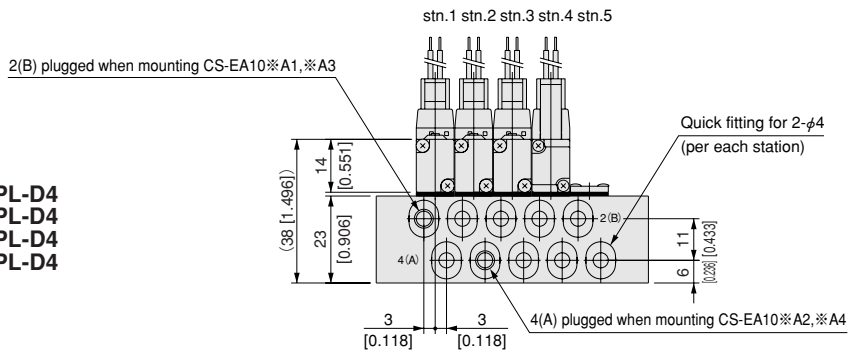 stn.1 stn.2 stn.3 stn.4 stn.5
2(B) plugged when mounting CS-EA10※A1,※A3
Quick fitting for 2-φ4
(per each station)
14
[0.551]
(38 [1.496])
23
[0.906]
PL-D4
PL-D4
PL-D4
PL-D4
2(B)
4(A)
11
[0.433]
6
[0.236]
3
[0.118]
3
[0.118]
4(A) plugged when mounting CS-EA10※A2,※A4